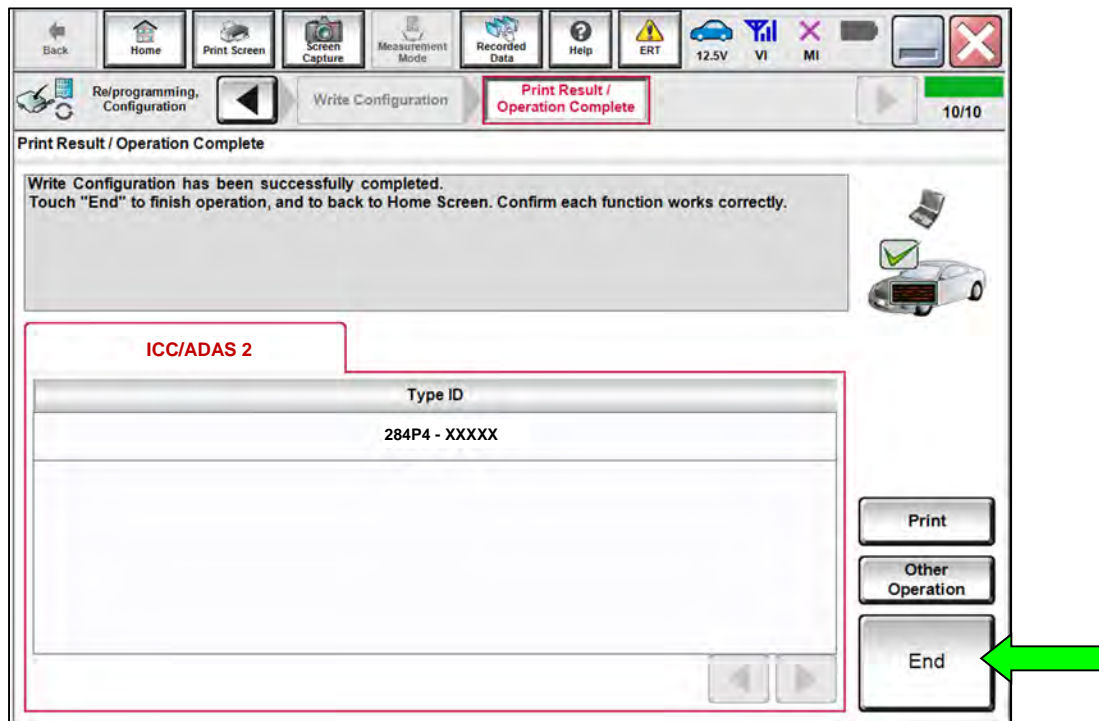 Back
Home
Print Screen
Screen
Capture
Measurement
Mode
Recorded
Data
Help
ERT
12.5V
VI
MI
Re/programming,
Configuration
Write Configuration
Print Result /
Operation Complete
10/10
Print Result / Operation Complete
Write Configuration has been successfully completed.
Touch "End" to finish operation, and to back to Home Screen. Confirm each function works correctly.
ICC/ADAS 2
Type ID
284P4 - XXXXX
Print
Other
Operation
End